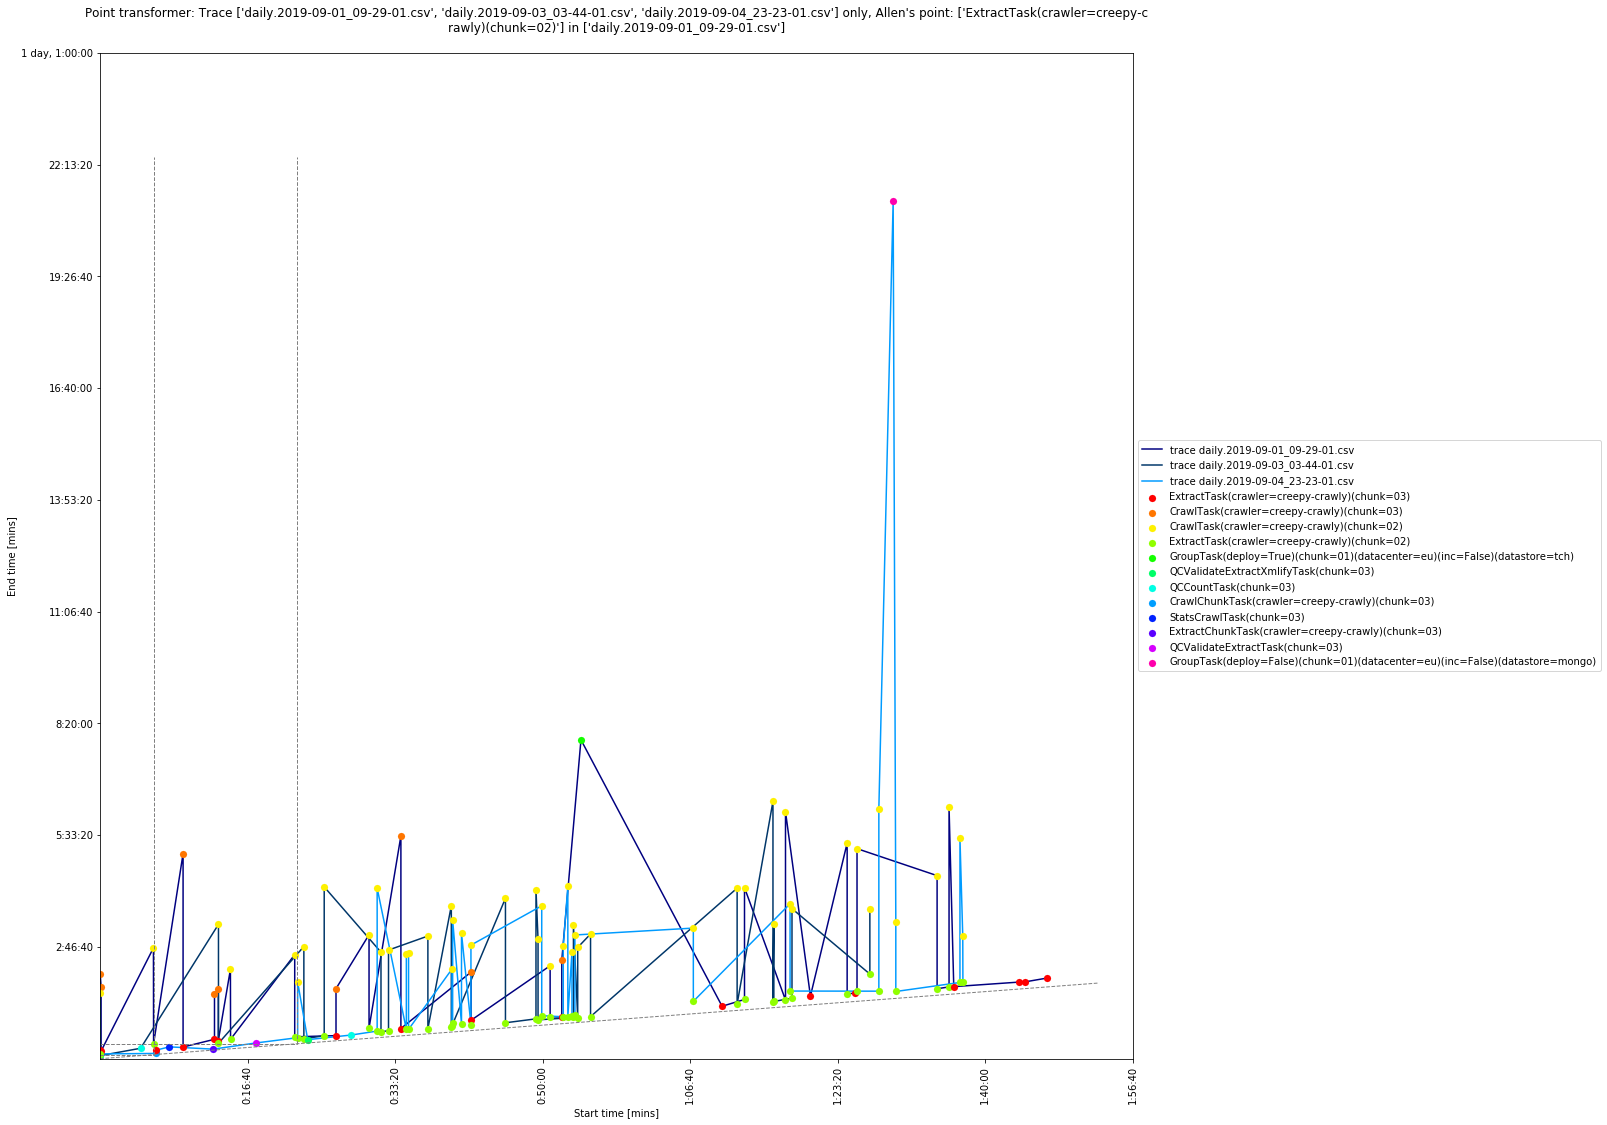 Point transformer: Trace ['daily.2019-09-01_09-29-01.csv', 'daily.2019-09-03_03-44-01.csv', 'daily.2019-09-04_23-23-01.csv'] only, Allen's point: ['ExtractTask(crawler=creepy-c
rawly)(chunk=02)'] in ['daily.2019-09-01_09-29-01.csv']
1 day, 1:00:00
22:13:20
19:26:40
16:40:00
13:53:20
11:06:40
8:20:00
5:33:20
2:46:40
End time [mins]
0:16:40
0:33:20
0:50:00
1:06:40
1:23:20
1:40:00
1:56:40
Start time [mins]
trace daily.2019-09-01_09-29-01.csv
trace daily.2019-09-03_03-44-01.csv
trace daily.2019-09-04_23-23-01.csv
ExtractTask(crawler=creepy-crawly)(chunk=03)
CrawlTask(crawler=creepy-crawly)(chunk=03)
CrawlTask(crawler=creepy-crawly)(chunk=02)
ExtractTask(crawler=creepy-crawly)(chunk=02)
GroupTask(deploy=True)(chunk=01)(datacenter=eu)(inc=False)(datastore=tch)
QCValidateExtractXmlifyTask(chunk=03)
QCCountTask(chunk=03)
CrawlChunkTask(crawler=creepy-crawly)(chunk=03)
StatsCrawlTask(chunk=03)
ExtractChunkTask(crawler=creepy-crawly)(chunk=03)
QCValidateExtractTask(chunk=03)
GroupTask(deploy=False)(chunk=01)(datacenter=eu)(inc=False)(datastore=mongo)